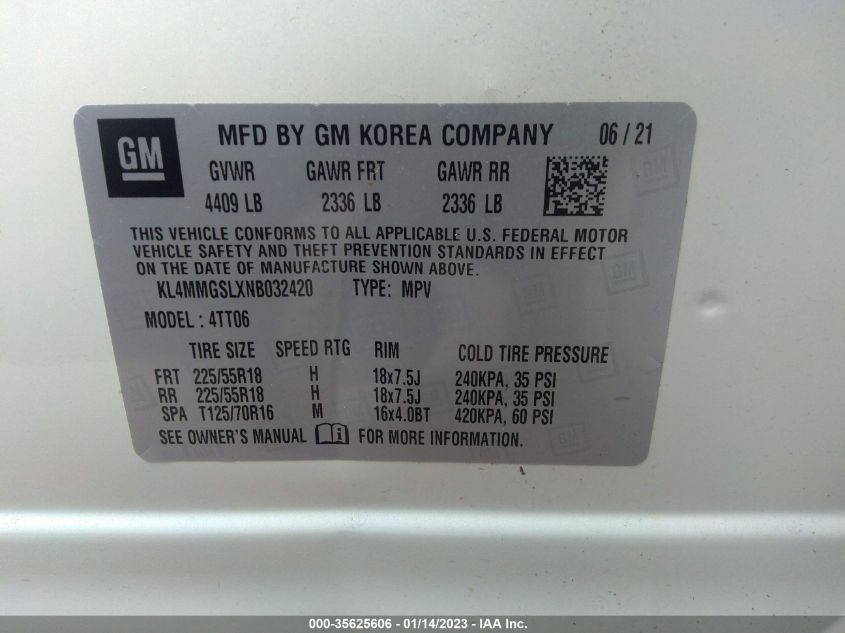 GM MFD BY GM KOREA COMPANY 06 / 21
GVWR GAWR FRT GAWR RR
4409 LB 2336 LB 2336 LB
THIS VEHICLE CONFORMS TO ALL APPLICABLE U.S. FEDERAL MOTOR
VEHICLE SAFETY AND THEFT PREVENTION STANDARDS IN EFFECT
ON THE DATE OF MANUFACTURE SHOWN ABOVE.
KL4MMGSLXNB032420 TYPE: MPV
MODEL : 4TT06
TIRE SIZE SPEED RTG RIM COLD TIRE PRESSURE
FRT 225/55R18 H 18x7.5J 240KPA, 35 PSI
RR 225/55R18 H 18x7.5J 240KPA, 35 PSI
SPA T125/70R16 M 16x4.0BT 420KPA, 60 PSI
SEE OWNER'S MANUAL FOR MORE INFORMATION.
000-35625606 - 01/14/2023 - IAA Inc.